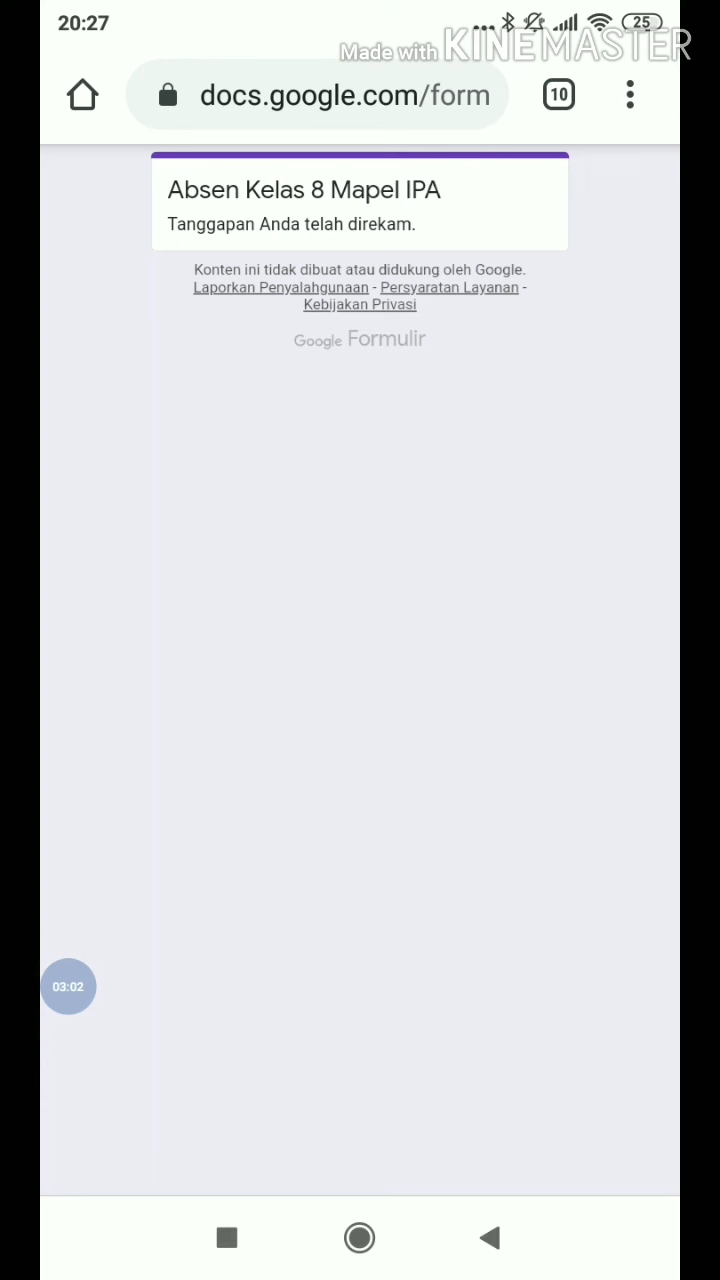 20:27
25
Made with KINEMASTER
docs.google.com/form
10
Absen Kelas 8 Mapel IPA
Tanggapan Anda telah direkam.
Konten ini tidak dibuat atau didukung oleh Google.
Laporkan Penyalahgunaan - Persyaratan Layanan -
Kebijakan Privasi
Google Formulir
03:02